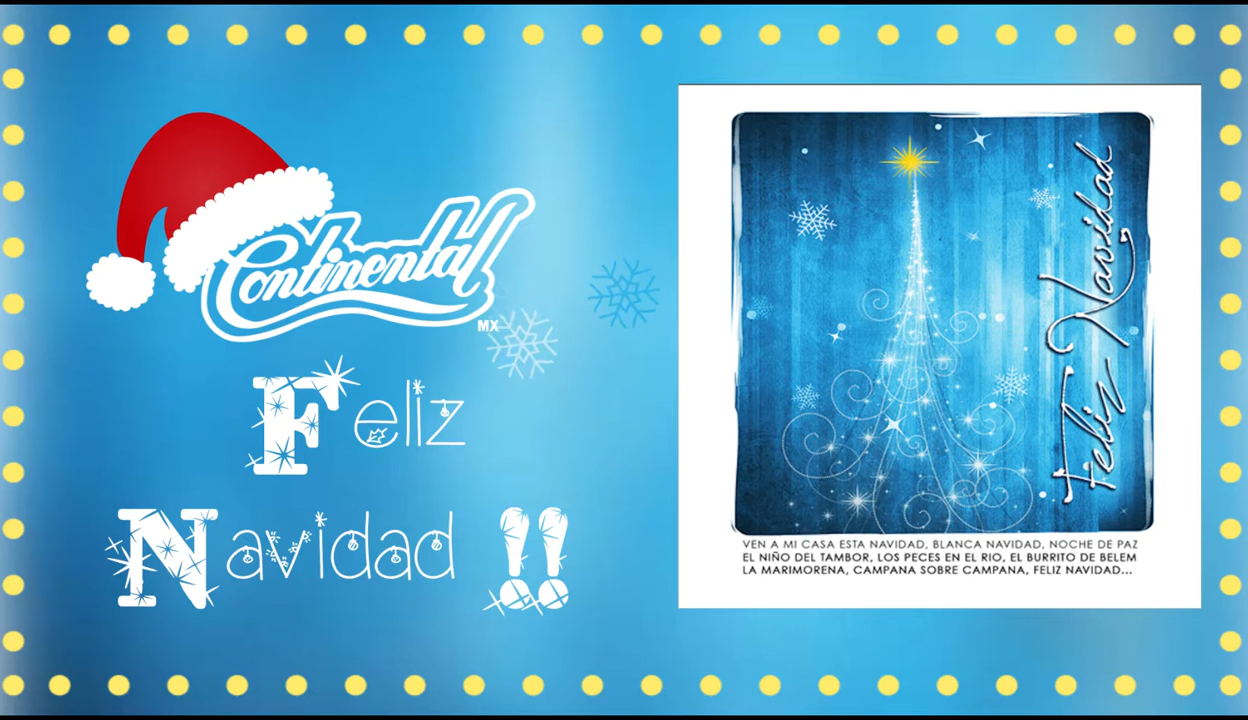 Continental
MX
Feliz
Navidad !!
Feliz Navidad
VEN A MI CASA ESTA NAVIDAD, BLANCA NAVIDAD, NOCHE DE PAZ
EL NIÑO DEL TAMBOR, LOS PECES EN EL RIO, EL BURRITO DE BELEM
LA MARIMORENA, CAMPANA SOBRE CAMPANA, FELIZ NAVIDAD...